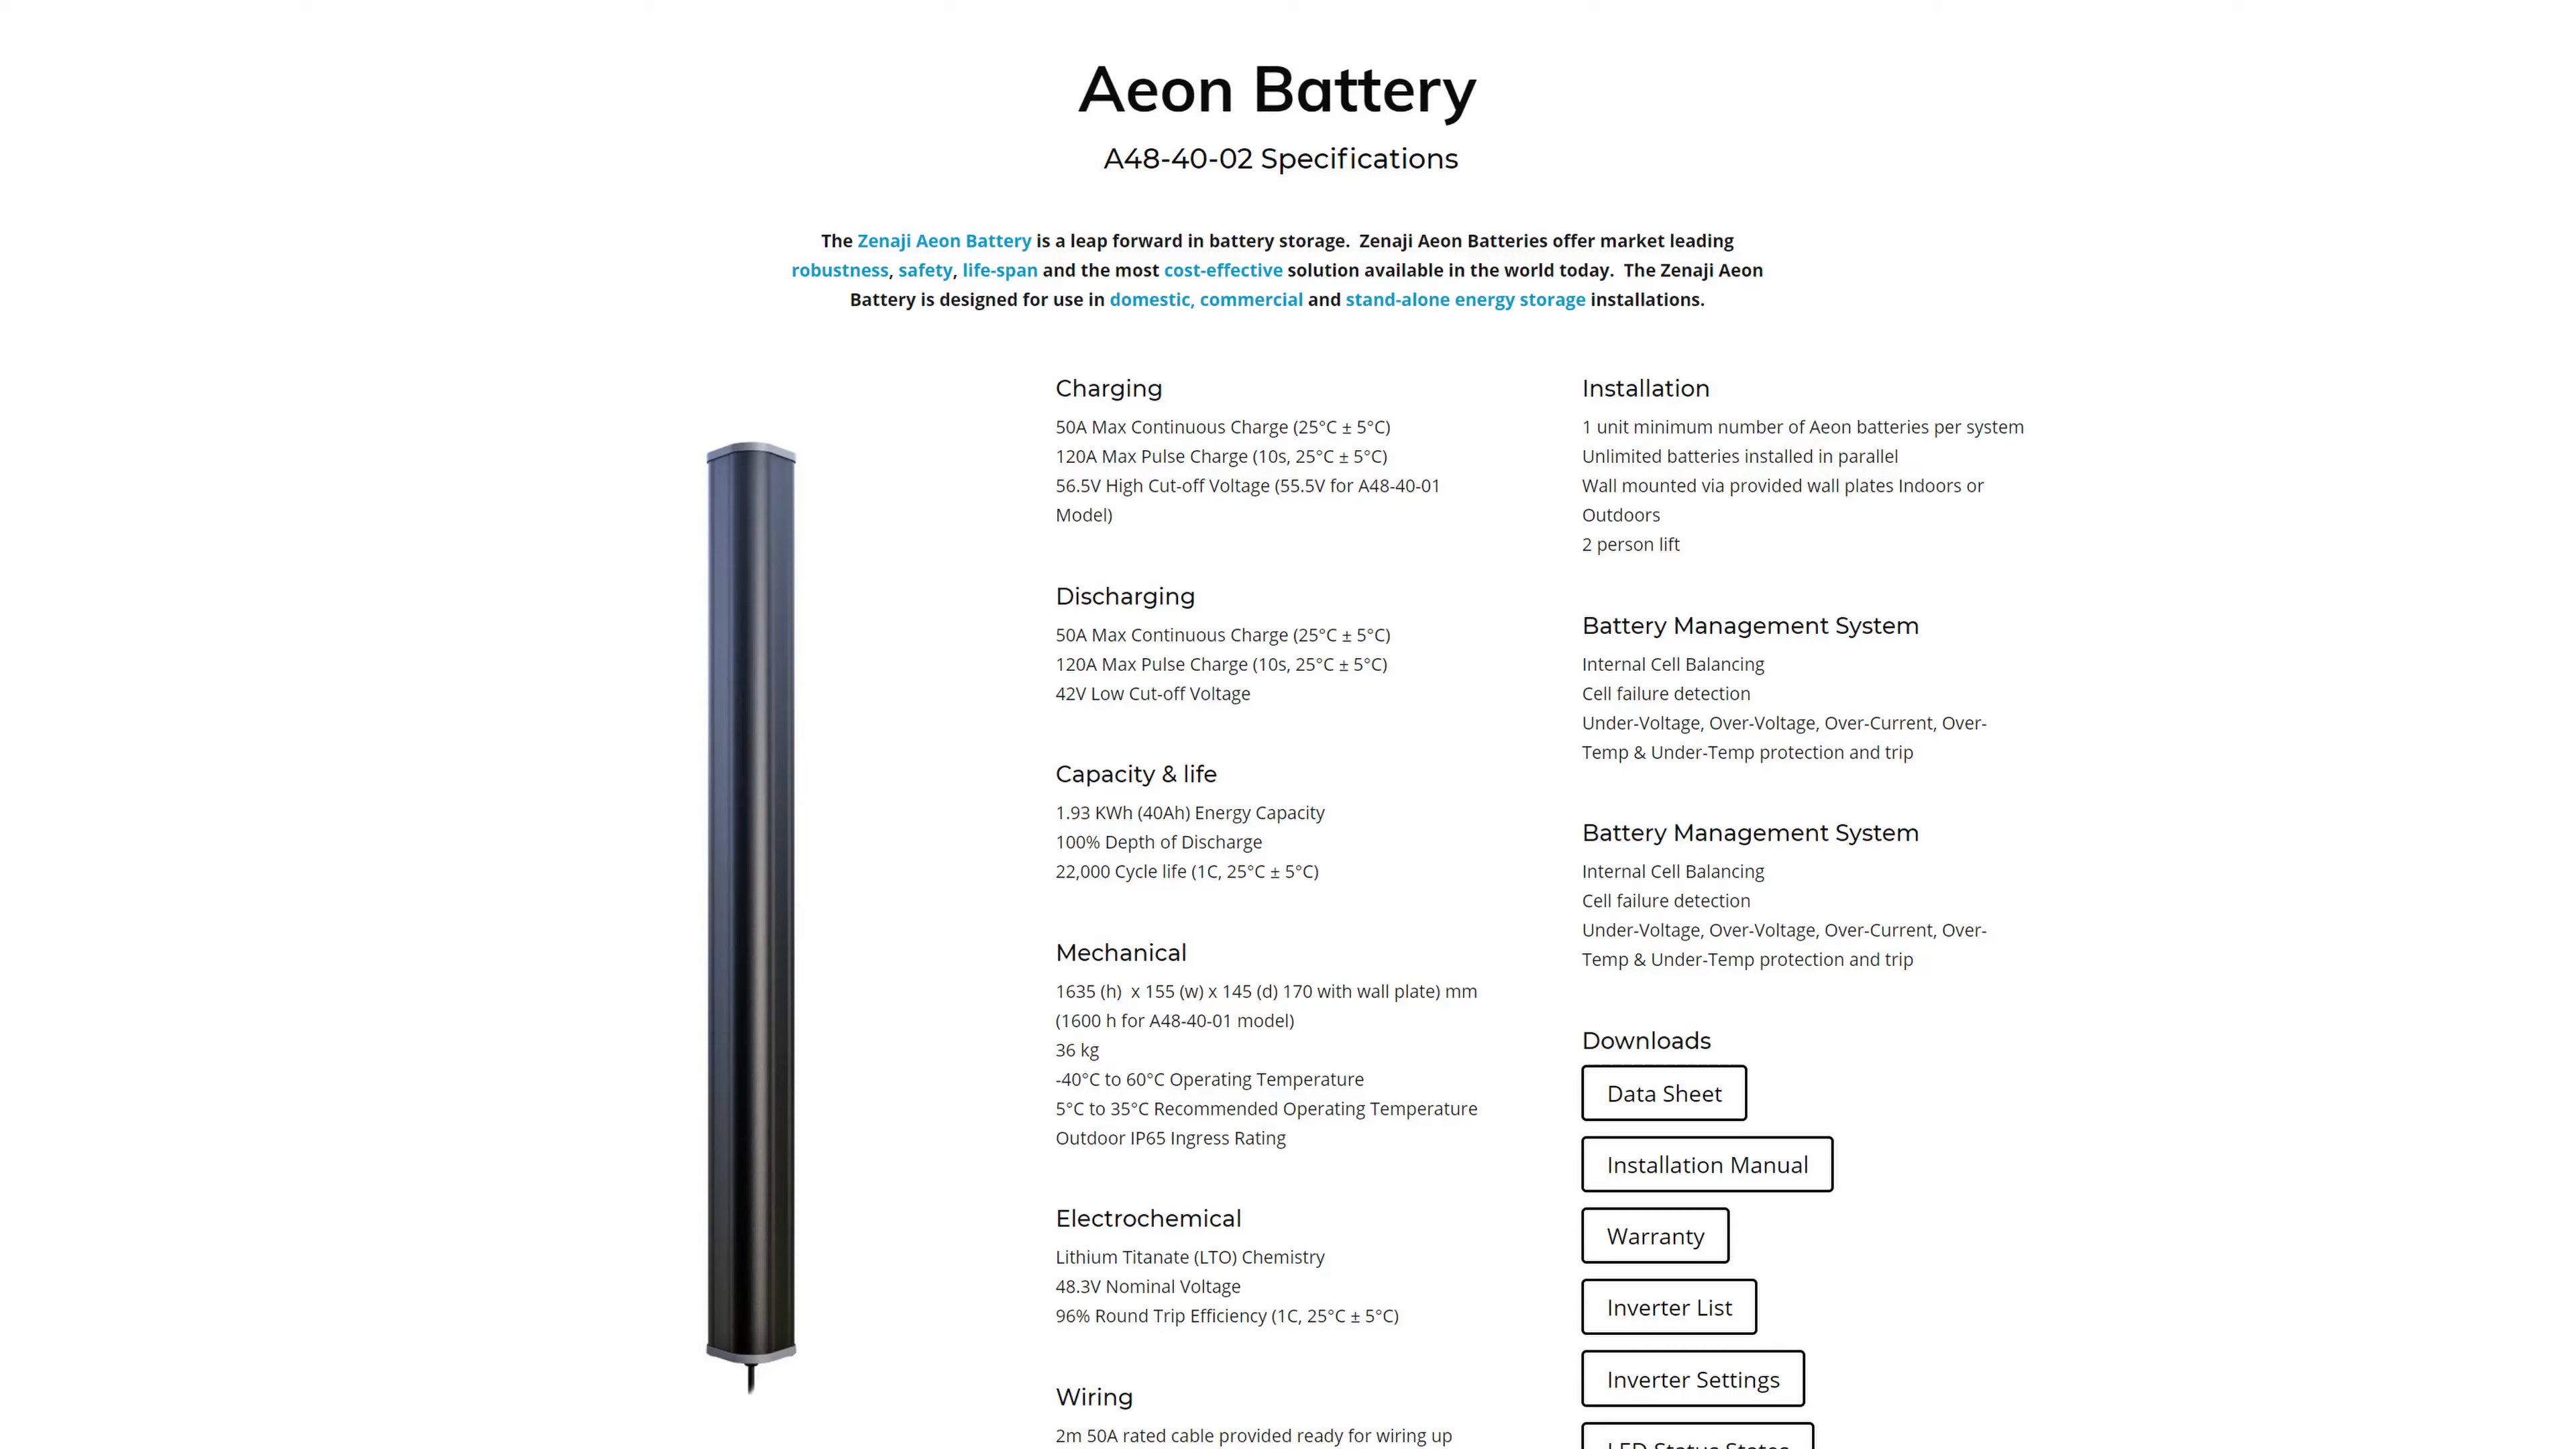 Aeon Battery
A48-40-02 Specifications
The Zenaji Aeon Battery is a leap forward in battery storage.  Zenaji Aeon Batteries offer market leading
robustness, safety, life-span and the most cost-effective solution available in the world today.  The Zenaji Aeon
Battery is designed for use in domestic, commercial and stand-alone energy storage installations.
Charging
50A Max Continuous Charge (25°C ± 5°C)
120A Max Pulse Charge (10s, 25°C ± 5°C)
56.5V High Cut-off Voltage (55.5V for A48-40-01
Model)
Discharging
50A Max Continuous Charge (25°C ± 5°C)
120A Max Pulse Charge (10s, 25°C ± 5°C)
42V Low Cut-off Voltage
Capacity & life
1.93 KWh (40Ah) Energy Capacity
100% Depth of Discharge
22,000 Cycle life (1C, 25°C ± 5°C)
Mechanical
1635 (h)  x 155 (w) x 145 (d) 170 with wall plate) mm
(1600 h for A48-40-01 model)
36 kg
-40°C to 60°C Operating Temperature
5°C to 35°C Recommended Operating Temperature
Outdoor IP65 Ingress Rating
Electrochemical
Lithium Titanate (LTO) Chemistry
48.3V Nominal Voltage
96% Round Trip Efficiency (1C, 25°C ± 5°C)
Wiring
2m 50A rated cable provided ready for wiring up
Installation
1 unit minimum number of Aeon batteries per system
Unlimited batteries installed in parallel
Wall mounted via provided wall plates Indoors or
Outdoors
2 person lift
Battery Management System
Internal Cell Balancing
Cell failure detection
Under-Voltage, Over-Voltage, Over-Current, Over-
Temp & Under-Temp protection and trip
Battery Management System
Internal Cell Balancing
Cell failure detection
Under-Voltage, Over-Voltage, Over-Current, Over-
Temp & Under-Temp protection and trip
Downloads
Data Sheet
Installation Manual
Warranty
Inverter List
Inverter Settings
LED Status States